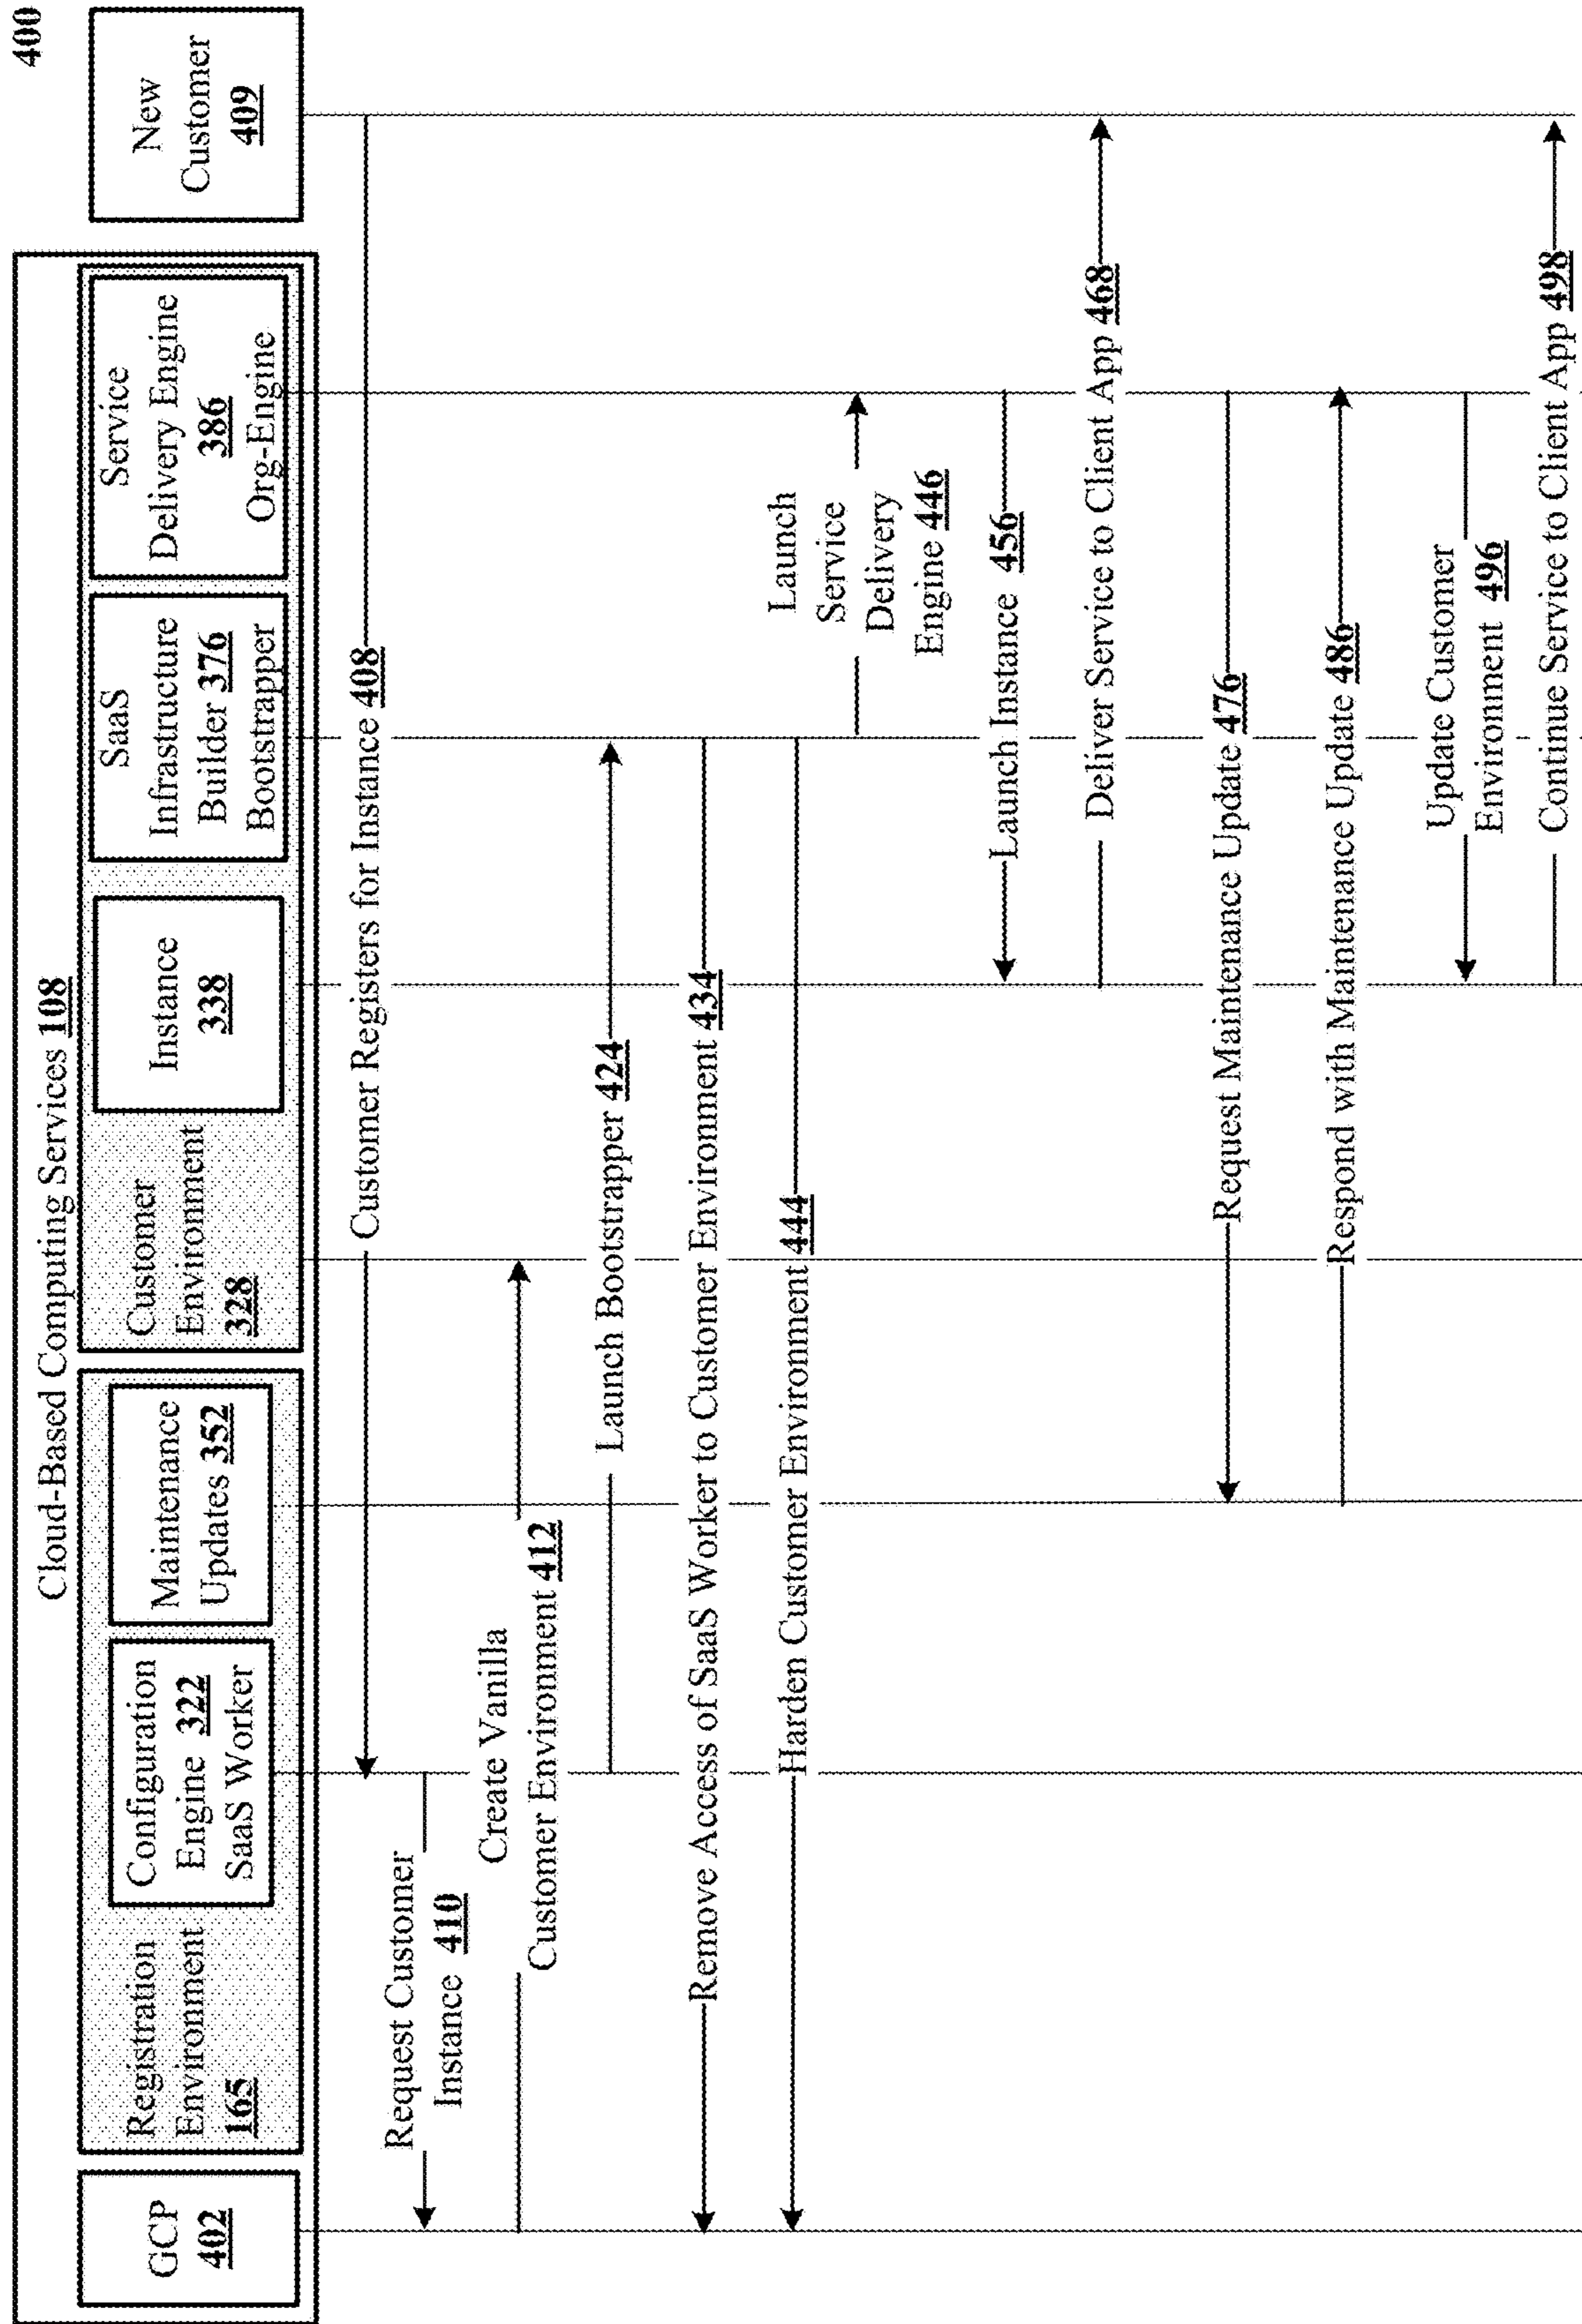 400
Cloud-Based Computing Services 108
GCP
402
Registration
Environment
165
Configuration
Engine 322
SaaS Worker
Maintenance
Updates 352
Customer
Environment
328
Instance
338
SaaS
Infrastructure
Builder 376
Bootstrapper
Service
Delivery Engine
386
Org-Engine
New
Customer
409
Customer Registers for Instance 408
Request Customer
Instance 410
Create Vanilla
Customer Environment 412
Launch Bootstrapper 424
Remove Access of SaaS Worker to Customer Environment 434
Harden Customer Environment 444
Launch
Service
Delivery
Engine 446
Launch Instance 456
Deliver Service to Client App 468
Request Maintenance Update 476
Respond with Maintenance Update 486
Update Customer
Environment 496
Continue Service to Client App 498